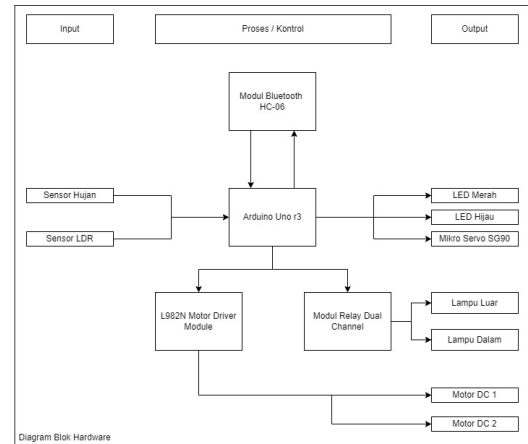 Input
Proses / Kontrol
Output
Modul Bluetooth
HC-06
Sensor Hujan
Arduino Uno r3
LED Merah
LED Hijau
Sensor LDR
Mikro Servo SG90
L982N Motor Driver
Module
Modul Relay Dual
Channel
Lampu Luar
Lampu Dalam
Motor DC 1
Motor DC 2
Diagram Blok Hardware